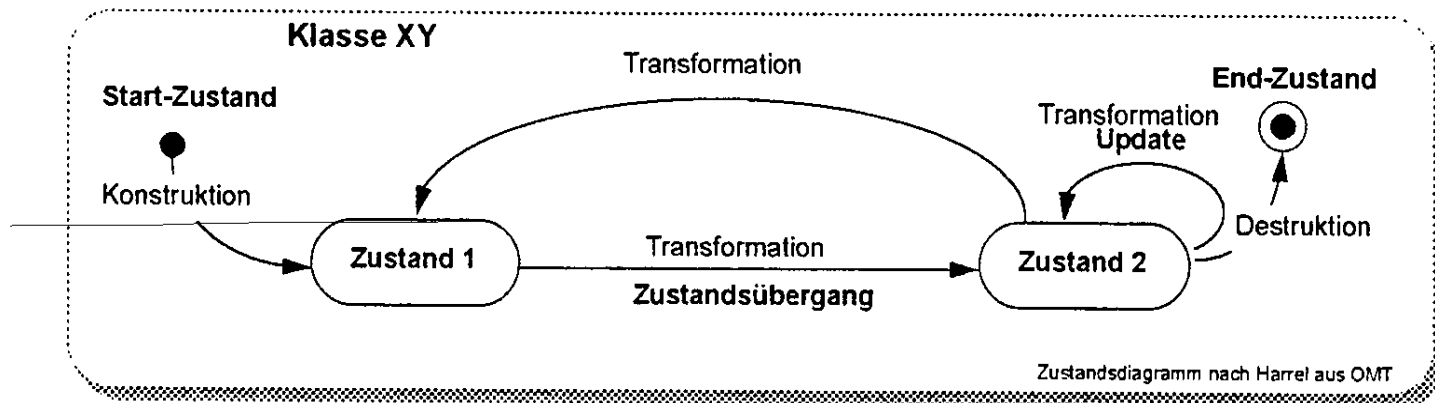 Klasse XY
Transformation
Start-Zustand
End-Zustand
Transformation
Update
Konstruktion
Destruktion
Zustand 1
Transformation
Zustandsübergang
Zustand 2
Zustandsdiagramm nach Harrel aus OMT